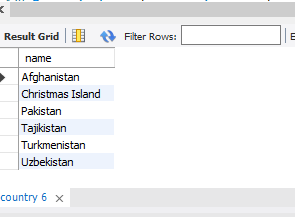 Result Grid Filter Rows:
name
Afghanistan
Christmas Island
Pakistan
Tajikistan
Turkmenistan
Uzbekistan
country 6